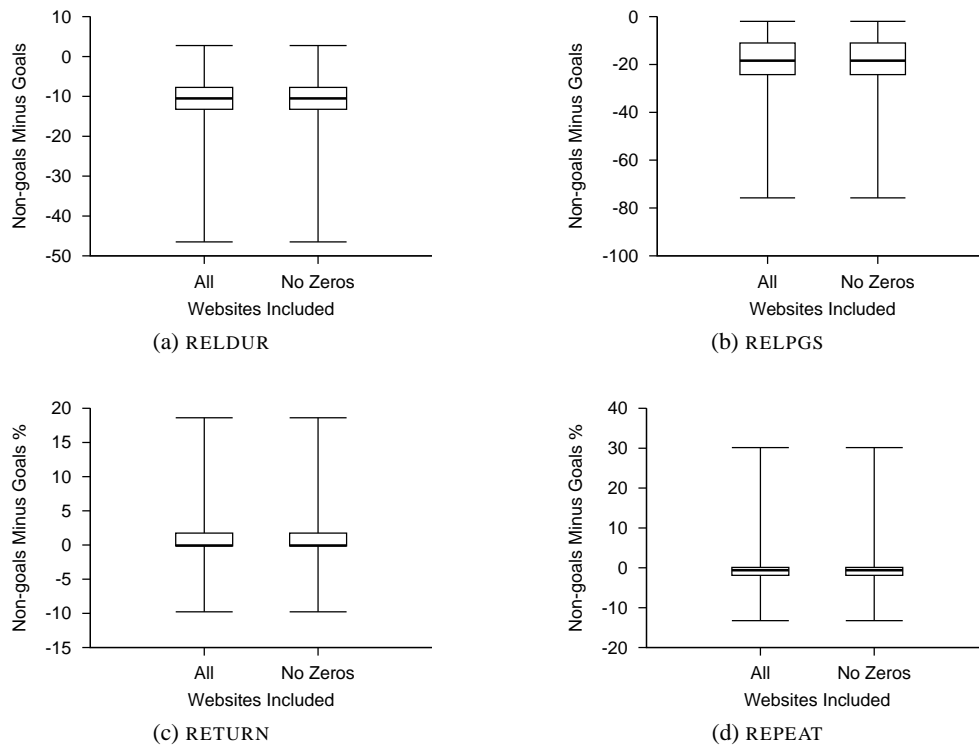 Non-goals Minus Goals
10
0
-10
-20
-30
-40
-50
All No Zeros
Websites Included
(a) RELDUR
Non-goals Minus Goals
0
-20
-40
-60
-80
-100
All No Zeros
Websites Included
(b) RELPGS
Non-goals Minus Goals %
20
15
10
5
0
-5
-10
-15
All No Zeros
Websites Included
(c) RETURN
Non-goals Minus Goals %
40
30
20
10
0
-10
-20
All No Zeros
Websites Included
(d) REPEAT